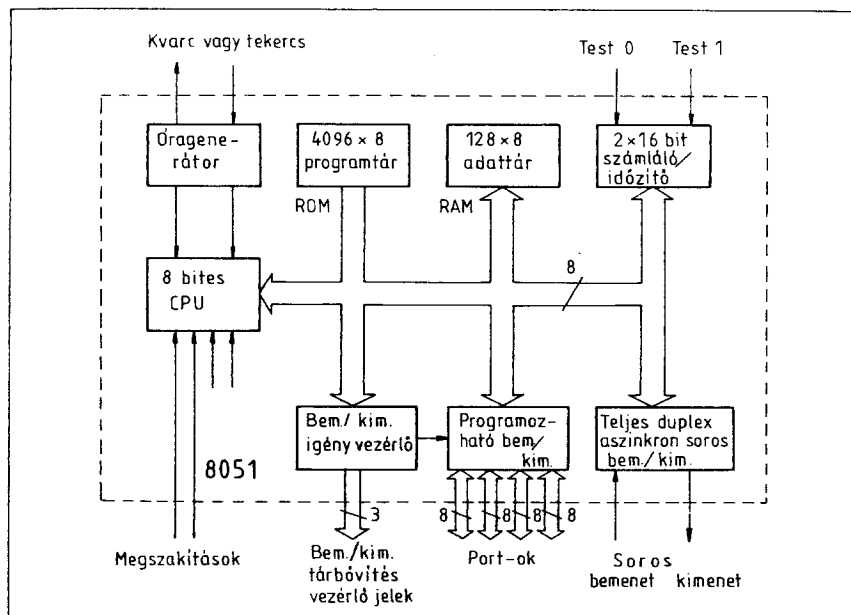 Kvarc vagy tekercs
Test 0
Test 1
Óragene-
rátor
4096 × 8
programtár
ROM
128 × 8
adattár
RAM
2 × 16 bit
számláló/
időzítő
8 bites
CPU
8
Bem./ kim.
igény vezérlő
Programoz-
ható bem/
kim.
Teljes duplex
aszinkron soros
bem./kim.
8051
3
8
8
8
8
Megszakítások
Bem./kim.
tárbővítés
vezérlő jelek
Port-ok
Soros
bemenet kimenet